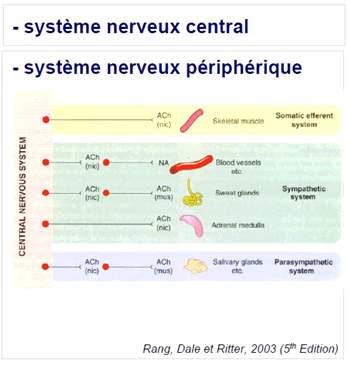 - système nerveux central
- système nerveux périphérique
CENTRAL NERVOUS SYSTEM
ACh
(nic)
Skeletal muscle
Somatic efferent
system
ACh
(nic)
NA
Blood vessels
etc.
ACh
(nic)
ACh
(mus)
Sweat glands
Sympathetic
system
ACh
(nic)
Adrenal medulla
ACh
(nic)
ACh
(mus)
Salivary glands
etc.
Parasympathetic
system
Rang, Dale et Ritter, 2003 (5th Edition)